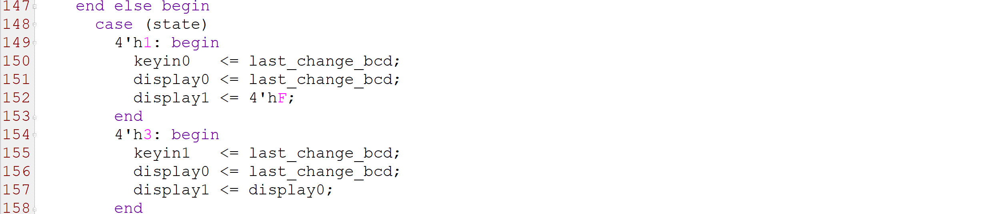 147 end else begin
148 case (state)
149 4'h1: begin
150 keyin0 <= last_change_bcd;
151 display0 <= last_change_bcd;
152 display1 <= 4'hF;
153 end
154 4'h3: begin
155 keyin1 <= last_change_bcd;
156 display0 <= last_change_bcd;
157 display1 <= display0;
158 end